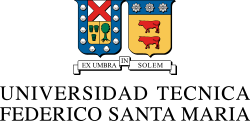 EX UMBRA IN SOLEM
UNIVERSIDAD TECNICA
FEDERICO SANTA MARIA